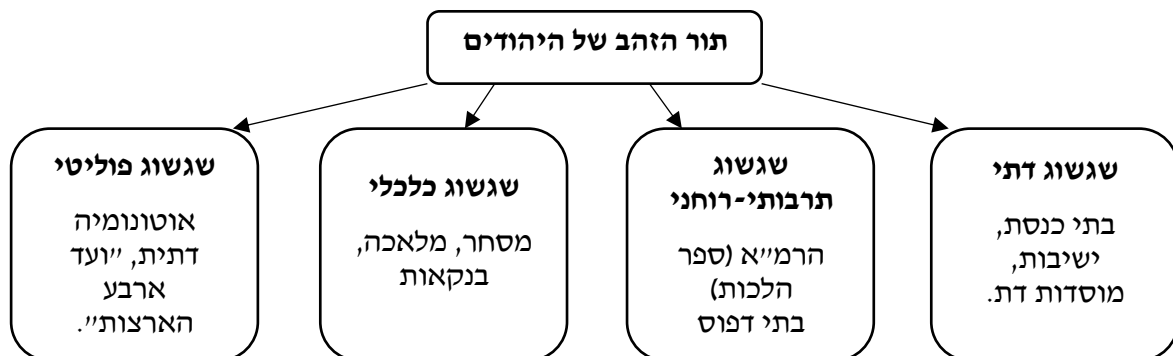 תור הזהב של היהודים
שגשוג דתי
בתי כנסת,
ישיבות,
מוסדות דת.
שגשוג
תרבותי-רוחני
הרמ״א (ספר
הלכות)
בתי דפוס
שגשוג כלכלי
מסחר, מלאכה,
בנקאות
שגשוג פוליטי
אוטונומיה
דתית, ״ועד
ארבע
הארצות״.